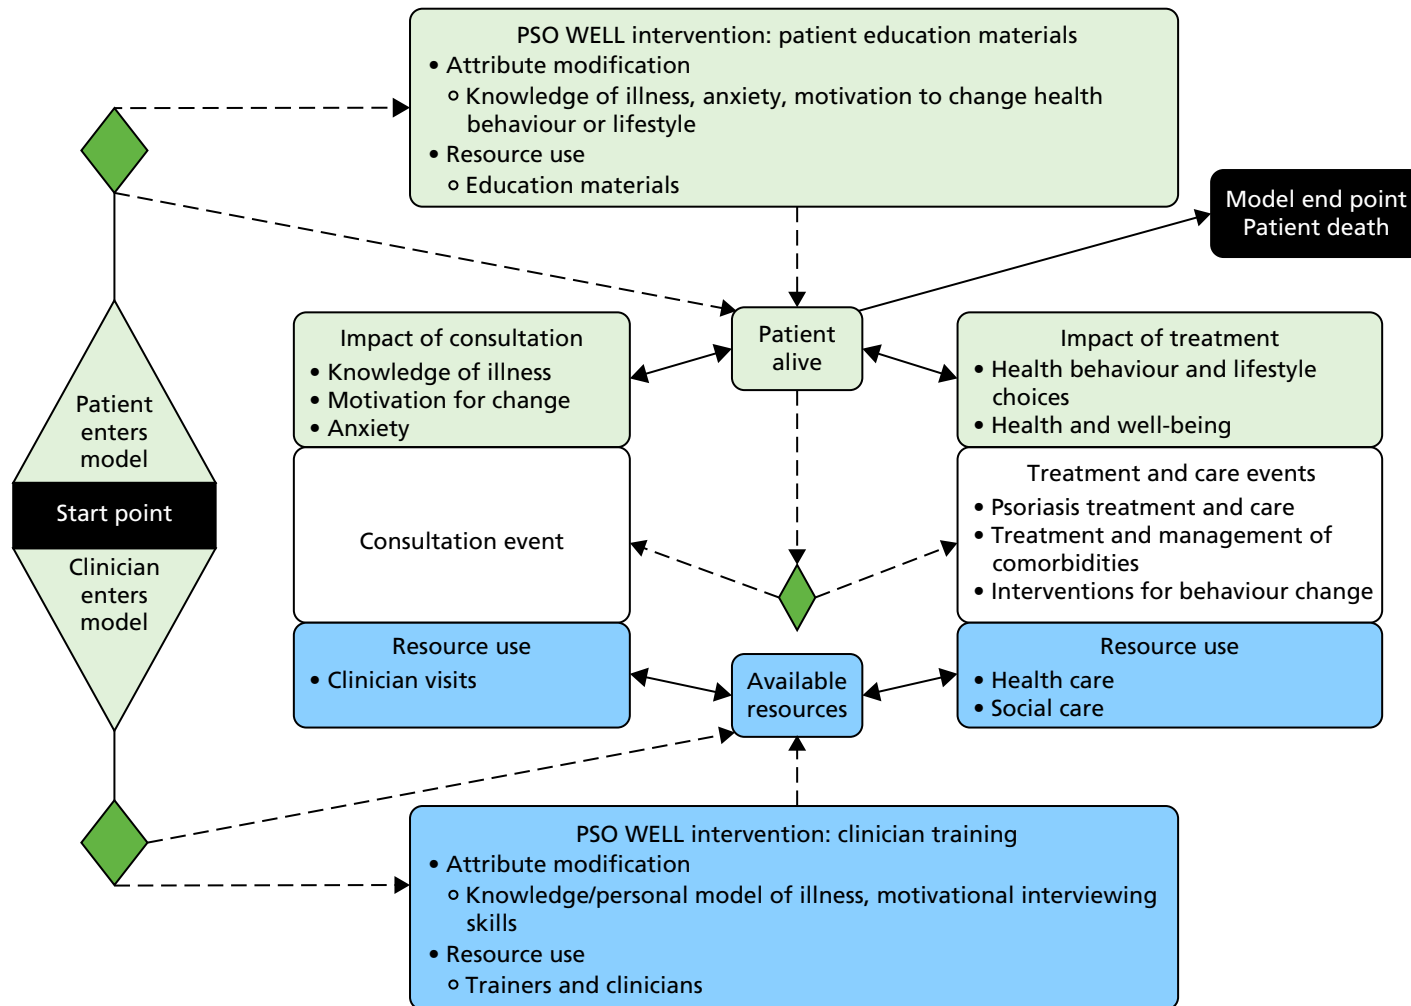 PSO WELL intervention: patient education materials
• Attribute modification
Knowledge of illness, anxiety, motivation to change health
behaviour or lifestyle
• Resource use
Education materials
Model end point
Patient death
Patient
enters
model
Start point
Clinician
enters
model
Impact of consultation
• Knowledge of illness
• Motivation for change
• Anxiety
Consultation event
Resource use
• Clinician visits
Patient
alive
Available
resources
Impact of treatment
• Health behaviour and lifestyle
choices
• Health and well-being
Treatment and care events
• Psoriasis treatment and care
• Treatment and management of
comorbidities
• Interventions for behaviour change
Resource use
• Health care
• Social care
PSO WELL intervention: clinician training
• Attribute modification
Knowledge/personal model of illness, motivational interviewing
skills
• Resource use
Trainers and clinicians